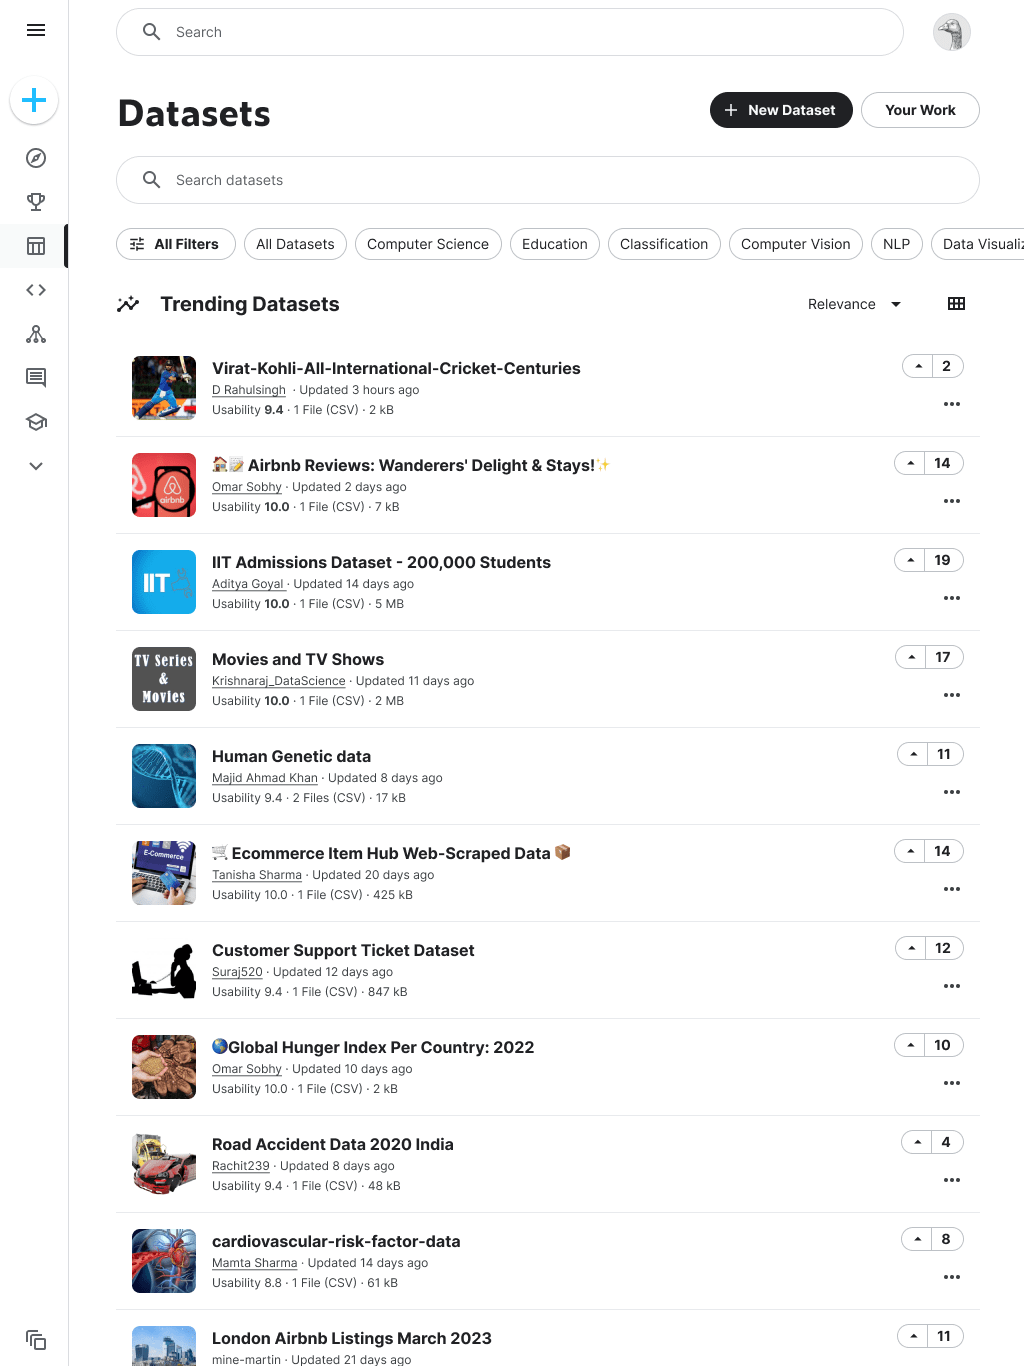 Search
Datasets
New Dataset
Your Work
Search datasets
All Filters
All Datasets
Computer Science
Education
Classification
Computer Vision
NLP
Data Visualiz
Trending Datasets
Relevance
Virat-Kohli-All-International-Cricket-Centuries
2
D Rahulsingh · Updated 3 hours ago
Usability 9.4 · 1 File (CSV) · 2 kB
🏠📝 Airbnb Reviews: Wanderers' Delight & Stays!✨
14
airbnb
Omar Sobhy · Updated 2 days ago
Usability 10.0 · 1 File (CSV) · 7 kB
IIT Admissions Dataset - 200,000 Students
19
IIT
Aditya Goyal · Updated 14 days ago
Usability 10.0 · 1 File (CSV) · 5 MB
TV Series
&
Movies
Movies and TV Shows
17
Krishnaraj_DataScience · Updated 11 days ago
Usability 10.0 · 1 File (CSV) · 2 MB
Human Genetic data
11
Majid Ahmad Khan · Updated 8 days ago
Usability 9.4 · 2 Files (CSV) · 17 kB
E-Commerce
🛒 Ecommerce Item Hub Web-Scraped Data 📦
14
Tanisha Sharma · Updated 20 days ago
Usability 10.0 · 1 File (CSV) · 425 kB
Customer Support Ticket Dataset
12
Suraj520 · Updated 12 days ago
Usability 9.4 · 1 File (CSV) · 847 kB
🌎Global Hunger Index Per Country: 2022
10
Omar Sobhy · Updated 10 days ago
Usability 10.0 · 1 File (CSV) · 2 kB
Road Accident Data 2020 India
4
Rachit239 · Updated 8 days ago
Usability 9.4 · 1 File (CSV) · 48 kB
cardiovascular-risk-factor-data
8
Mamta Sharma · Updated 14 days ago
Usability 8.8 · 1 File (CSV) · 61 kB
London Airbnb Listings March 2023
11
mine-martin · Updated 21 days ago